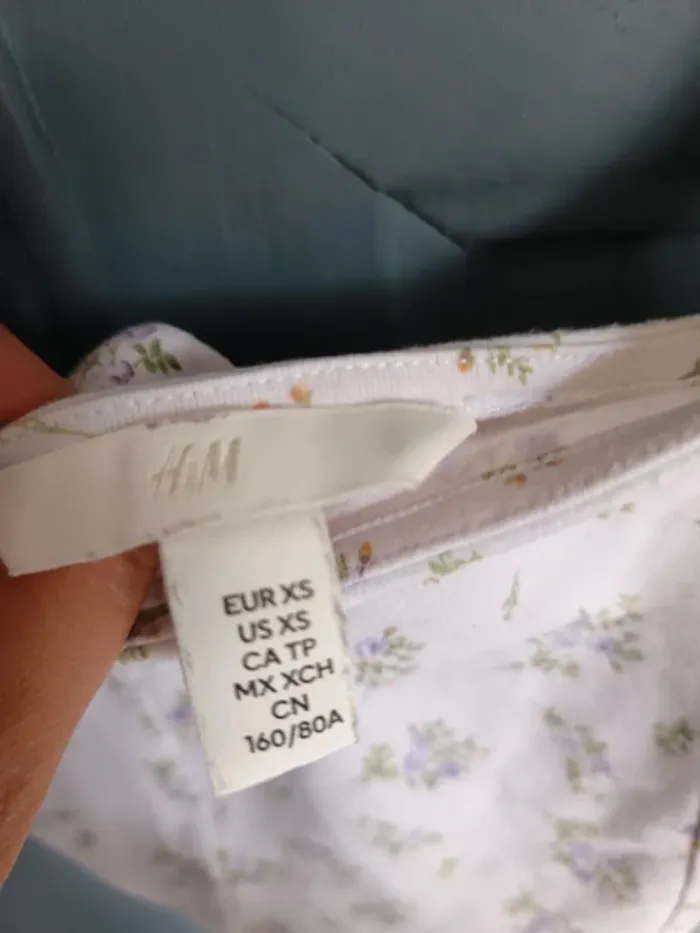 H&M
EUR XS
US XS
CA TP
MX XCH
CN
160/80A